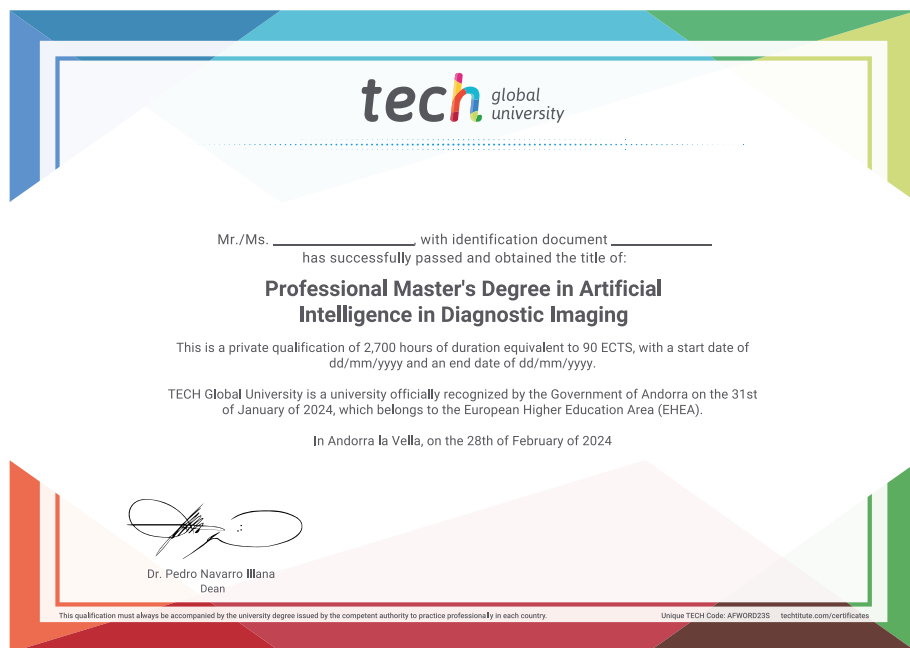 tech global university
Mr./Ms. ________________, with identification document ____________
has successfully passed and obtained the title of:
Professional Master's Degree in Artificial
Intelligence in Diagnostic Imaging
This is a private qualification of 2,700 hours of duration equivalent to 90 ECTS, with a start date of
dd/mm/yyyy and an end date of dd/mm/yyyy.
TECH Global University is a university officially recognized by the Government of Andorra on the 31st
of January of 2024, which belongs to the European Higher Education Area (EHEA).
In Andorra la Vella, on the 28th of February of 2024
Dr. Pedro Navarro Illana
Dean
This qualification must always be accompanied by the university degree issued by the competent authority to practice professionally in each country.
Unique TECH Code: AFWORD23S techtitute.com/certificates